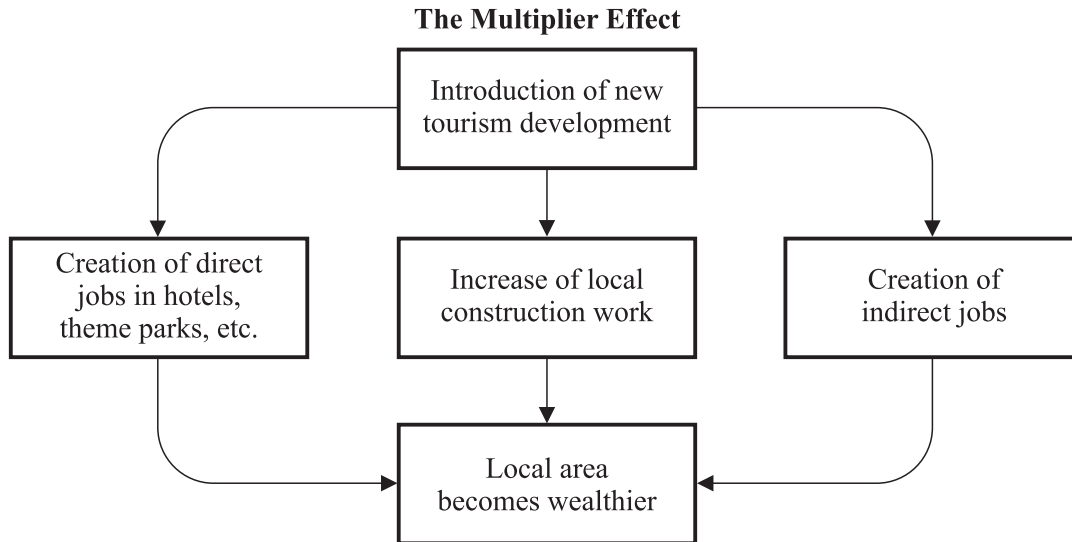 The Multiplier Effect
Introduction of new
tourism development
Creation of direct
jobs in hotels,
theme parks, etc.
Increase of local
construction work
Creation of
indirect jobs
Local area
becomes wealthier